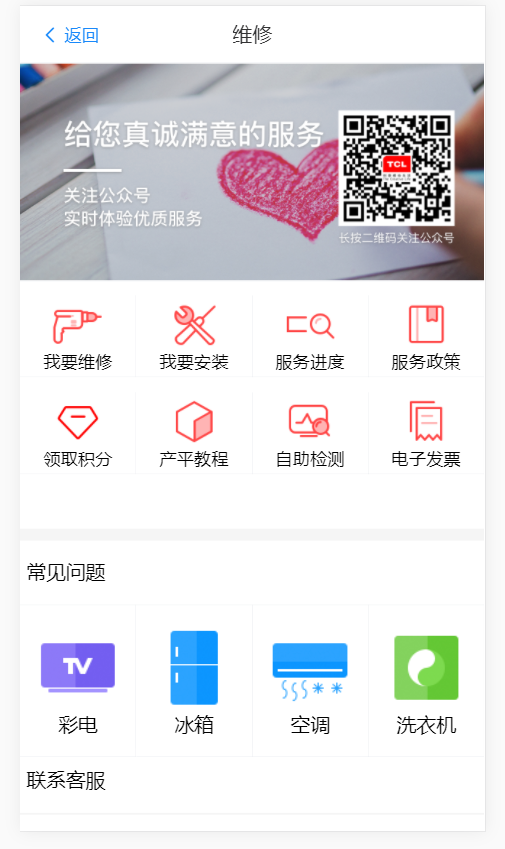 返回
维修
给您真诚满意的服务
关注公众号
实时体验优质服务
TCL
长按二维码关注公众号
我要维修
我要安装
服务进度
服务政策
领取积分
产平教程
自助检测
电子发票
常见问题
TV
彩电
冰箱
空调
洗衣机
联系客服